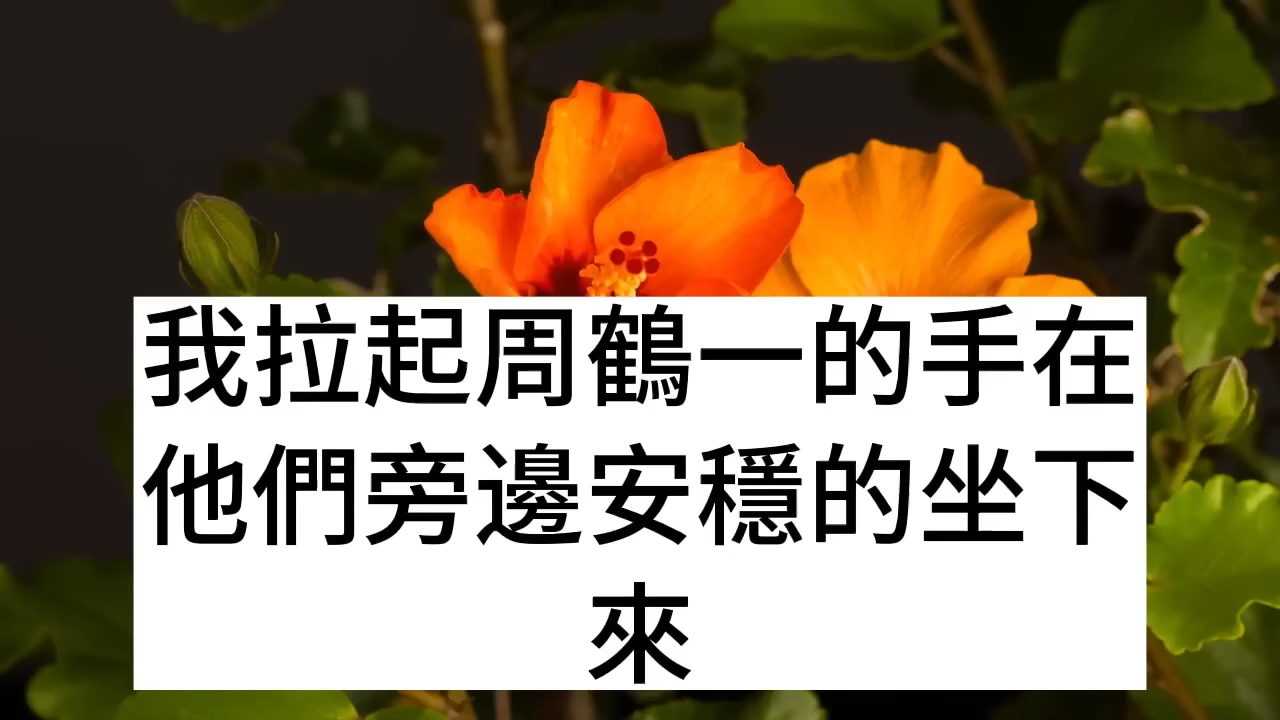 我拉起周鶴一的手在
他們旁邊安穩的坐下
來